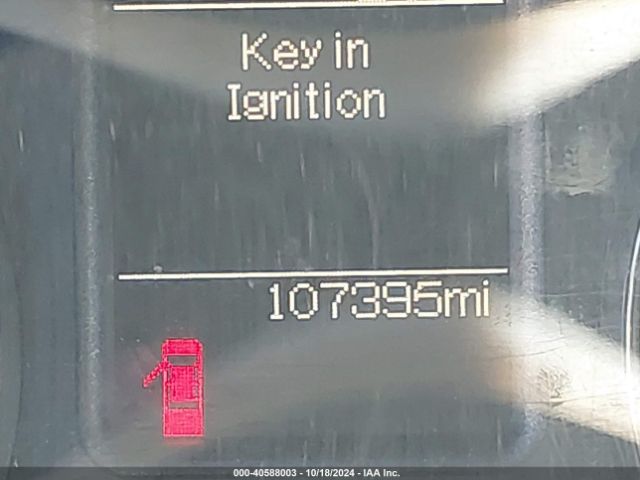 Key in
Ignition
107395mi
000-40588003 - 10/18/2024 - IAA Inc.